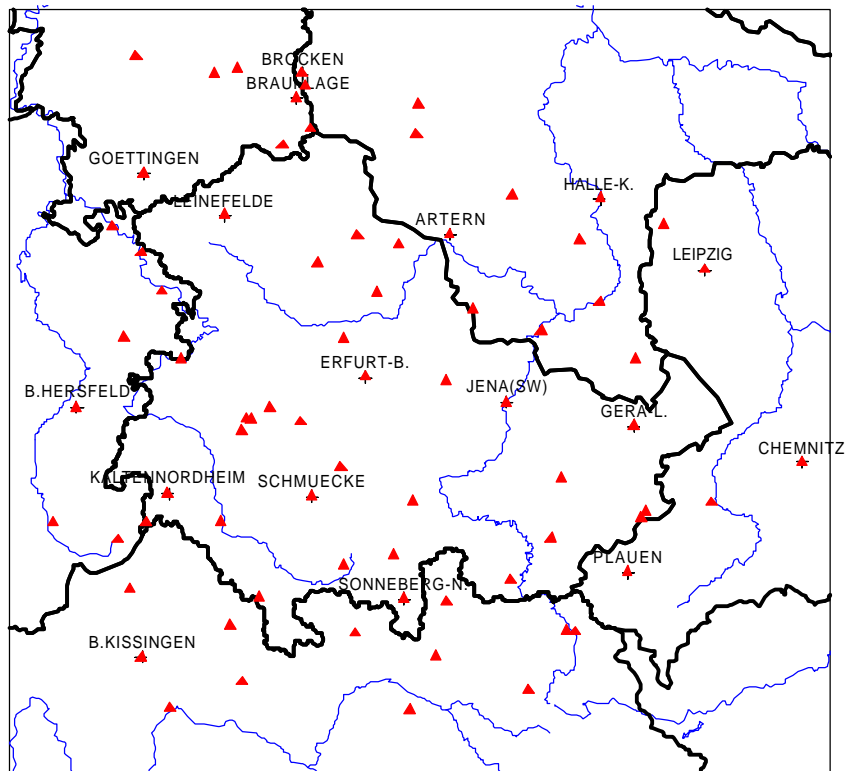 BROCKEN
BRAUNLAGE
GOETTINGEN
LEINEFELDE
HALLE-K.
ARTERN
LEIPZIG
ERFURT-B.
JENA(SW)
B.HERSFELD
GERA-L.
CHEMNITZ
KALTENNORDHEIM
SCHMUECKE
PLAUEN
SONNEBERG-N.
B.KISSINGEN